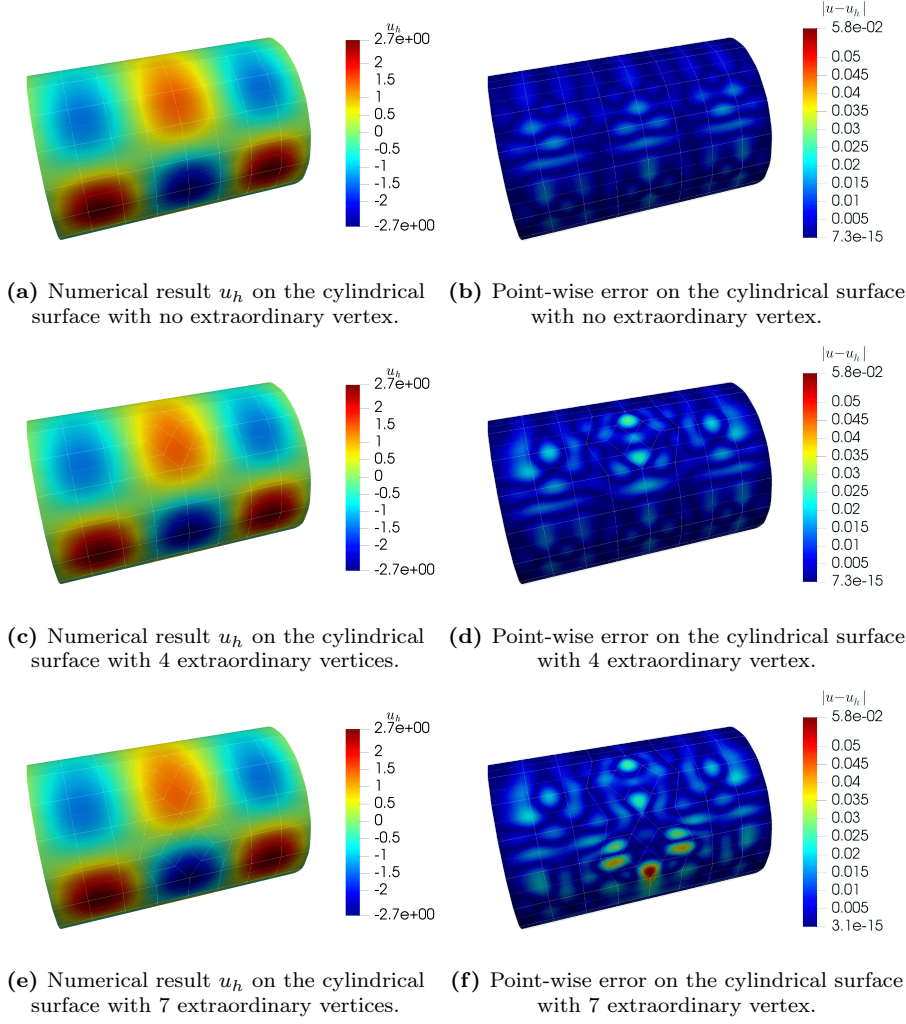 u_h
2.7e+00
2
1.5
1
0.5
0
-0.5
-1
-1.5
-2
-2.7e+00
|u−u_h|
5.8e-02
0.05
0.045
0.04
0.035
0.03
0.025
0.02
0.015
0.01
0.005
7.3e-15
(a) Numerical result u_h on the cylindrical
surface with no extraordinary vertex.
(b) Point-wise error on the cylindrical surface
with no extraordinary vertex.
u_h
2.7e+00
2
1.5
1
0.5
0
-0.5
-1
-1.5
-2
-2.7e+00
|u−u_h|
5.8e-02
0.05
0.045
0.04
0.035
0.03
0.025
0.02
0.015
0.01
0.005
7.3e-15
(c) Numerical result u_h on the cylindrical
surface with 4 extraordinary vertices.
(d) Point-wise error on the cylindrical surface
with 4 extraordinary vertex.
u_h
2.7e+00
2
1.5
1
0.5
0
-0.5
-1
-1.5
-2
-2.7e+00
|u−u_h|
5.8e-02
0.05
0.045
0.04
0.035
0.03
0.025
0.02
0.015
0.01
0.005
3.1e-15
(e) Numerical result u_h on the cylindrical
surface with 7 extraordinary vertices.
(f) Point-wise error on the cylindrical surface
with 7 extraordinary vertex.